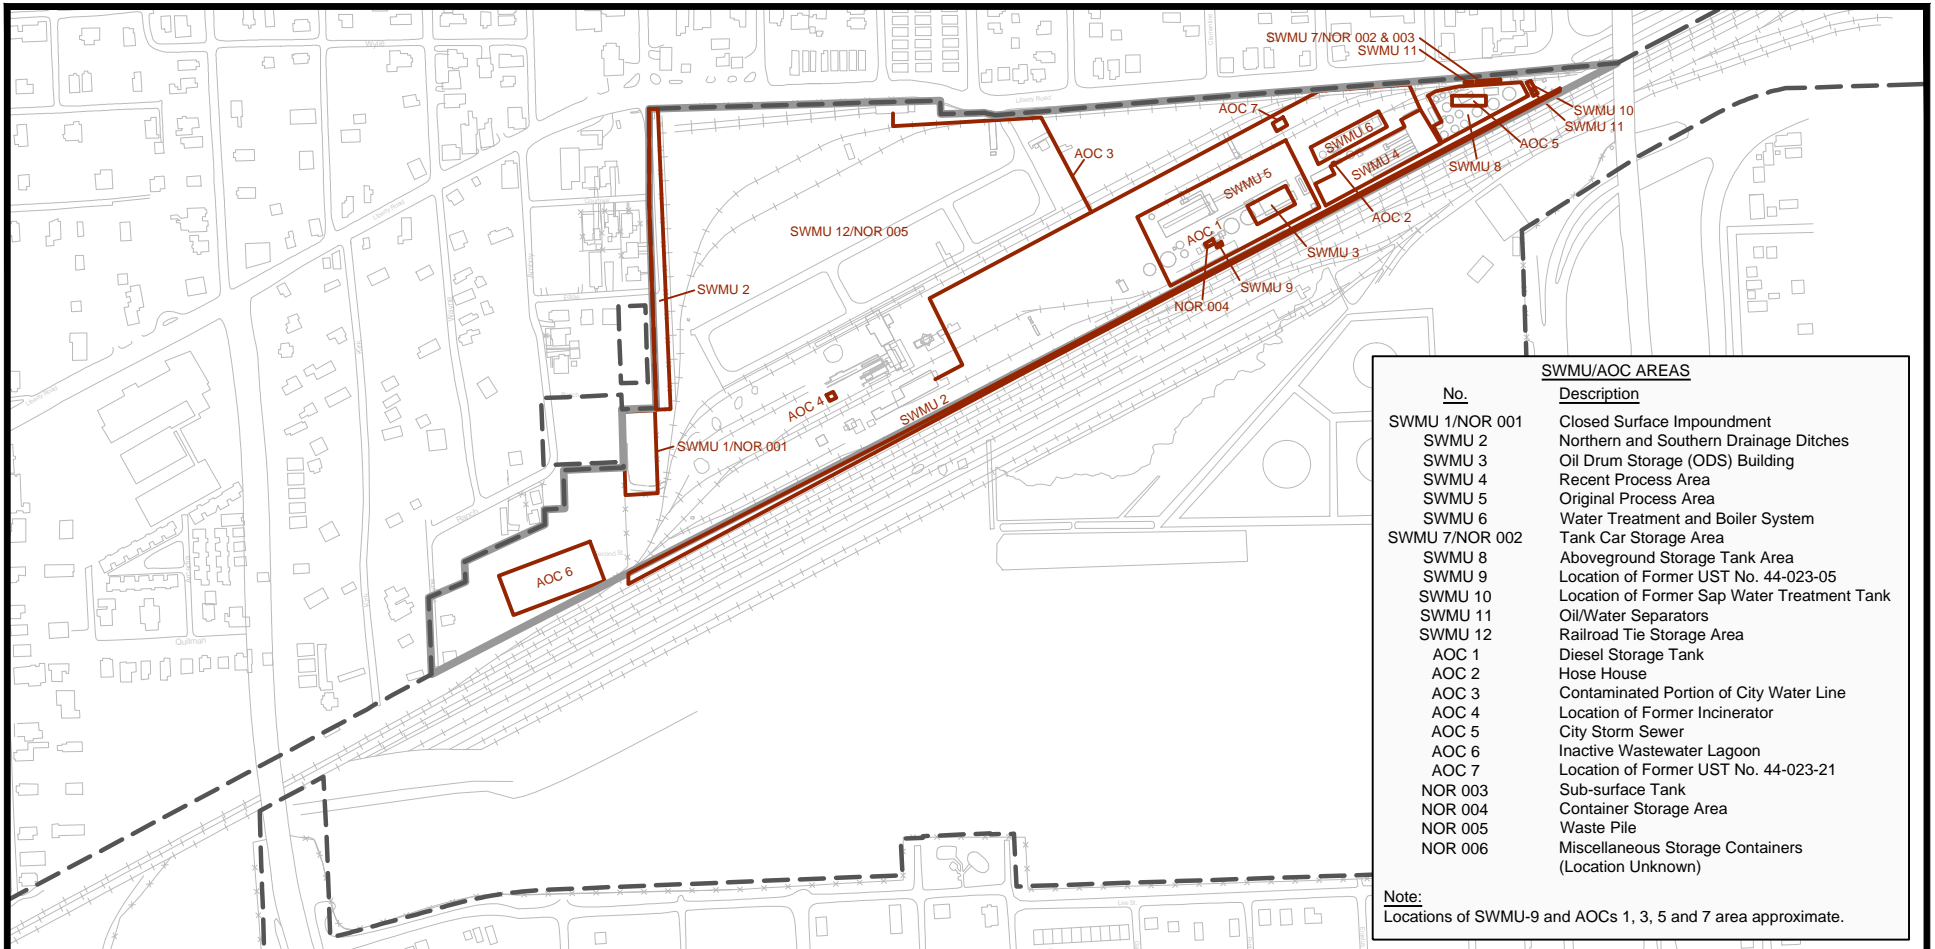 Wylie
Liberty Road
SWMU 7/NOR 002 & 003
SWMU 11
SWMU 10
SWMU 11
AOC 5
SWMU 8
AOC 7
SWMU 6
SWMU 4
AOC 3
SWMU 5
AOC 2
AOC 1
SWMU 3
SWMU 9
NOR 004
SWMU 12/NOR 005
Liberty Road
SWMU 2
AOC 4
SWMU 2
SWMU 1/NOR 001
Liberty Road
AOC 6
Quitman
SWMU/AOC AREAS
No. Description
SWMU 1/NOR 001 Closed Surface Impoundment
SWMU 2 Northern and Southern Drainage Ditches
SWMU 3 Oil Drum Storage (ODS) Building
SWMU 4 Recent Process Area
SWMU 5 Original Process Area
SWMU 6 Water Treatment and Boiler System
SWMU 7/NOR 002 Tank Car Storage Area
SWMU 8 Aboveground Storage Tank Area
SWMU 9 Location of Former UST No. 44-023-05
SWMU 10 Location of Former Sap Water Treatment Tank
SWMU 11 Oil/Water Separators
SWMU 12 Railroad Tie Storage Area
AOC 1 Diesel Storage Tank
AOC 2 Hose House
AOC 3 Contaminated Portion of City Water Line
AOC 4 Location of Former Incinerator
AOC 5 City Storm Sewer
AOC 6 Inactive Wastewater Lagoon
AOC 7 Location of Former UST No. 44-023-21
NOR 003 Sub-surface Tank
NOR 004 Container Storage Area
NOR 005 Waste Pile
NOR 006 Miscellaneous Storage Containers
(Location Unknown)
Note:
Locations of SWMU-9 and AOCs 1, 3, 5 and 7 area approximate.